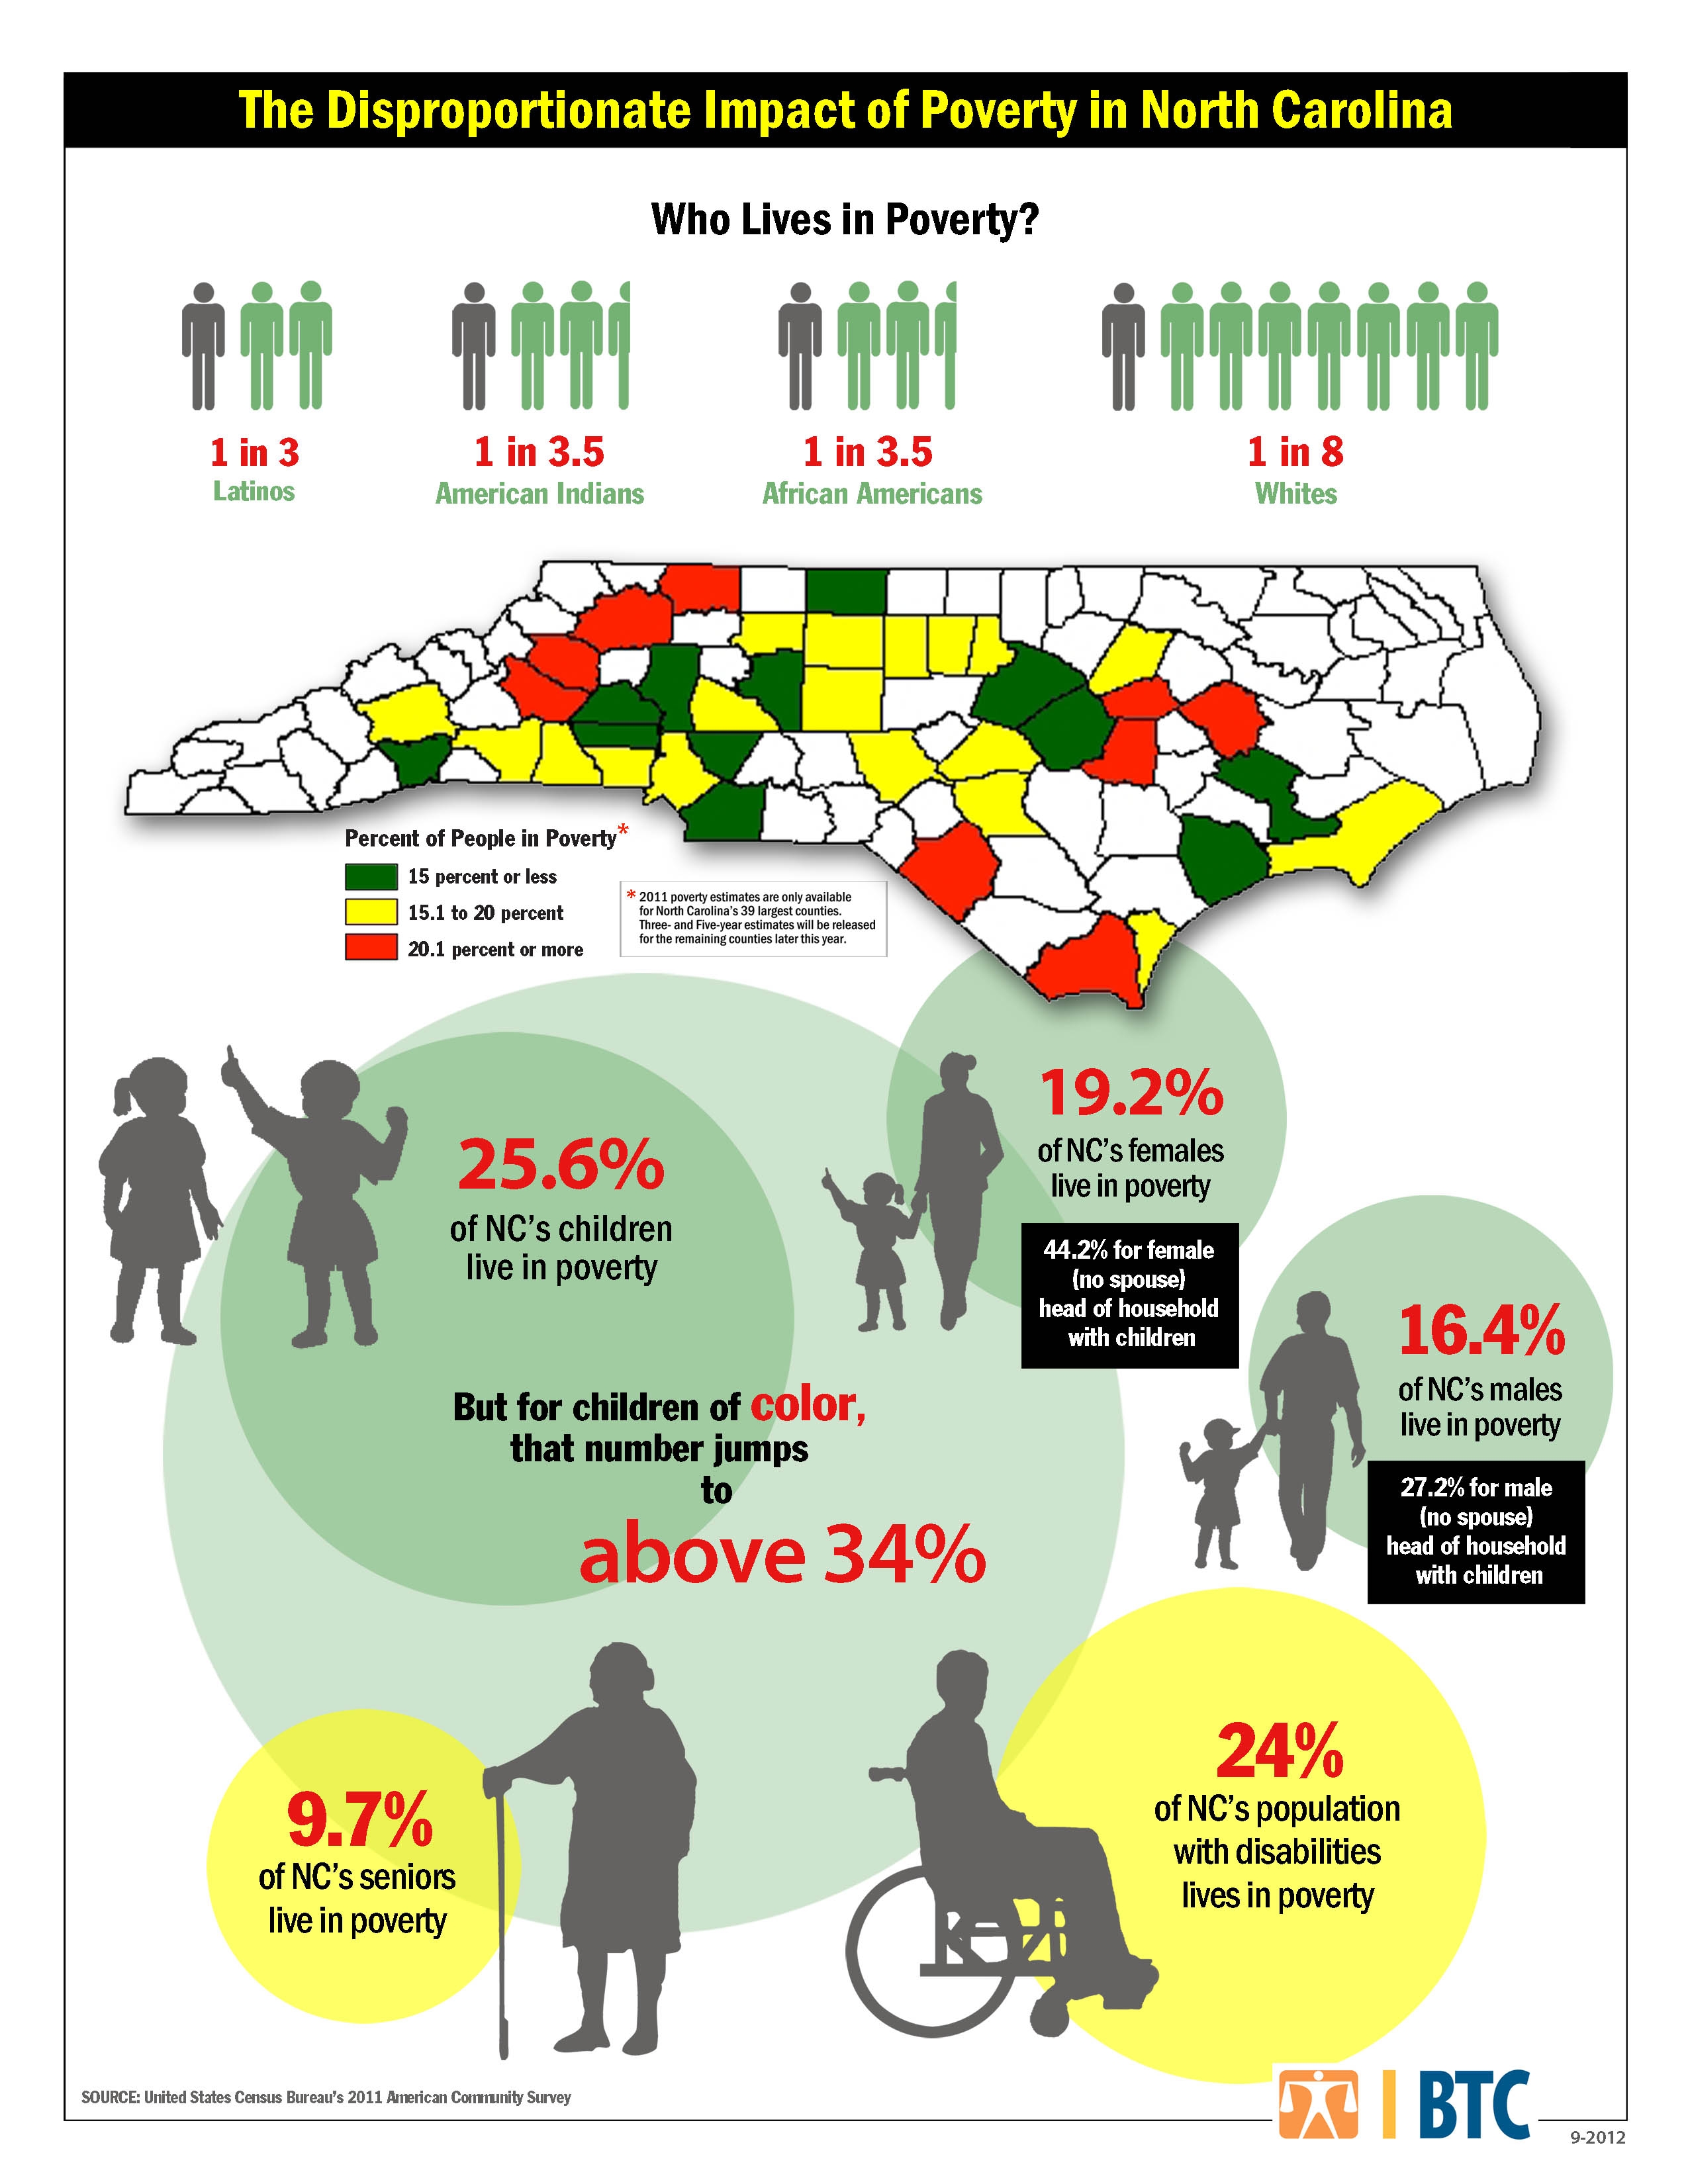 The Disproportionate Impact of Poverty in North Carolina
Who Lives in Poverty?
1 in 3
Latinos
1 in 3.5
American Indians
1 in 3.5
African Americans
1 in 8
Whites
Percent of People in Poverty*
15 percent or less
15.1 to 20 percent
20.1 percent or more
* 2011 poverty estimates are only available
for North Carolina's 39 largest counties.
Three- and Five-year estimates will be released
for the remaining counties later this year.
25.6%
of NC's children
live in poverty
19.2%
of NC's females
live in poverty
44.2% for female
(no spouse)
head of household
with children
16.4%
of NC's males
live in poverty
27.2% for male
(no spouse)
head of household
with children
But for children of color,
that number jumps
to
above 34%
9.7%
of NC's seniors
live in poverty
24%
of NC's population
with disabilities
lives in poverty
SOURCE: United States Census Bureau's 2011 American Community Survey
BTC
9-2012